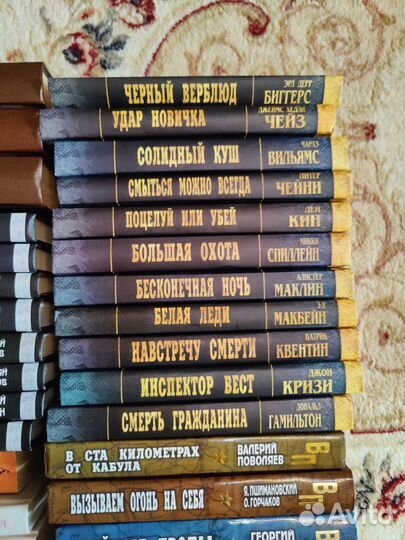 ЧЕРНЫЙ ВЕРБЛЮД
ЭРЛ ДЕРР
БИГГЕРС
УДАР НОВИЧКА
ДЖЕЙМС ХЕДЛИ
ЧЕЙЗ
СОЛИДНЫЙ КУШ
ЧАРЛЗ
ВИЛЬЯМС
СМЫТЬСЯ МОЖНО ВСЕГДА
ПИТЕР
ЧЕЙНИ
ПОЦЕЛУЙ ИЛИ УБЕЙ
ДЕЙ
КИН
БОЛЬШАЯ ОХОТА
МИККИ
СПИЛЛЕЙН
БЕСКОНЕЧНАЯ НОЧЬ
АЛИСТЕР
МАКЛИН
БЕЛАЯ ЛЕДИ
ЭД
МАКБЕЙН
НАВСТРЕЧУ СМЕРТИ
ПАТРИК
КВЕНТИН
ИНСПЕКТОР ВЕСТ
ДЖОН
КРИЗИ
СМЕРТЬ ГРАЖДАНИНА
ДОНАЛЬД
ГАМИЛЬТОН
В СТА КИЛОМЕТРАХ
ОТ КАБУЛА
ВАЛЕРИЙ
ПОВОЛЯЕВ
ВП
ВЫЗЫВАЕМ ОГОНЬ НА СЕБЯ
Я. ПШИМАНОВСКИЙ
О. ГОРЧАКОВ
ВП
ГЕОРГИЙ
Avito